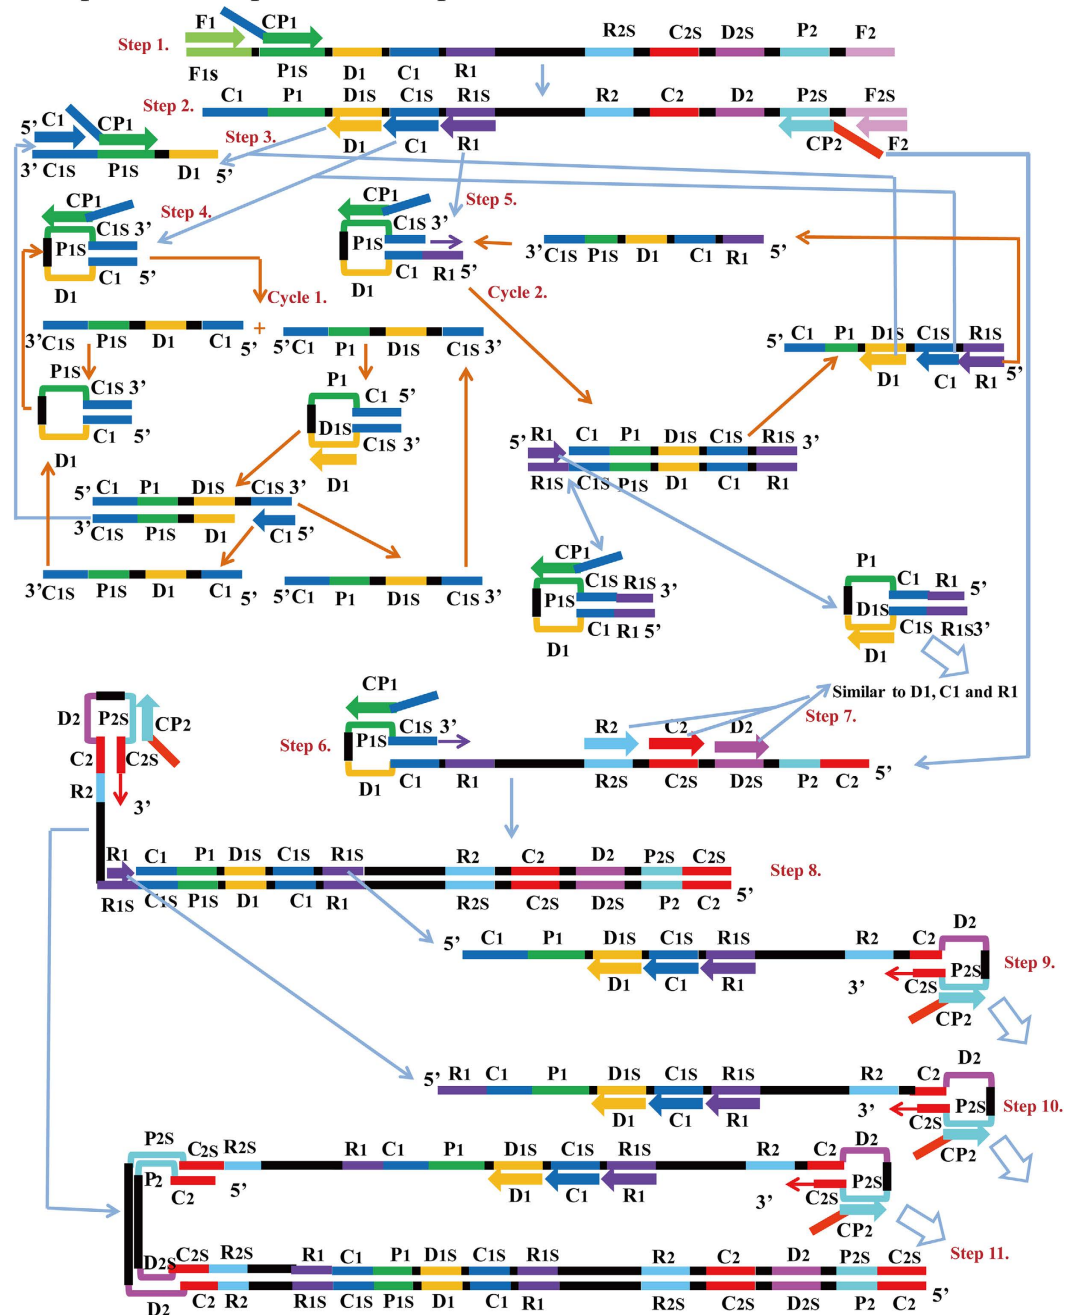 F1 CP1 R2S C2S D2S P2 F2
Step 1.
F1S P1S D1 C1 R1
C1 P1 D1S C1S R1S R2 C2 D2 P2S F2S
Step 2.
5' C1 CP1 Step 3.
D1 C1 R1 CP2 F2
3' C1S P1S D1 5'
CP1 Step 4. CP1 Step 5.
C1S 3' C1S 3'
P1S P1S
C1 5' C1 R1 5' 3' C1S P1S D1 C1 R1 5'
D1 D1
Cycle 1. Cycle 2.
+
3' C1S P1S D1 C1 5' 5' C1 P1 D1S C1S 3'
5' C1 P1 D1S C1S R1S
D1 C1 R1 5'
P1S C1S 3' P1 C1 5'
C1 5' D1S C1S 3'
D1 D1
5' R1 C1 P1 D1S C1S R1S 3'
R1S C1S P1S D1 C1 R1
5' C1 P1 D1S C1S 3'
3' C1S P1S D1 C1 5'
3' C1S P1S D1 C1 5' 5' C1 P1 D1S C1S 3'
CP1
C1S R1S 3'
P1S
C1 R1 5'
D1
P1
C1 R1 5'
D1S
C1S R1S 3'
D1
Similar to D1, C1 and R1
Step 7.
D2 P2S CP2
C2 C2S
R2 3'
CP1
C1S 3'
Step 6. P1S
D1 C1 R1
R2 C2 D2
R2S C2S D2S P2 C2 5'
R1 C1 P1 D1S C1S R1S R2 C2 D2 P2S C2S
Step 8.
R1S C1S P1S D1 C1 R1 R2S C2S D2S P2 C2 5'
5' C1 P1 D1S C1S R1S R2 C2 D2
P2S Step 9.
D1 C1 R1 3' C2S
CP2
5' R1 C1 P1 D1S C1S R1S R2 C2 D2
P2S Step 10.
D1 C1 R1 3' C2S
CP2
P2S C2S R2S R1 C1 P1 D1S C1S R1S R2 C2 D2
P2 C2 5' D1 C1 R1 3' C2S P2S
CP2
Step 11.
D2S C2S R2S R1 C1 P1 D1S C1S R1S R2 C2 D2 P2S C2S
D2 C2 R2 R1S C1S P1S D1 C1 R1 R2S C2S D2S P2 C2 5'